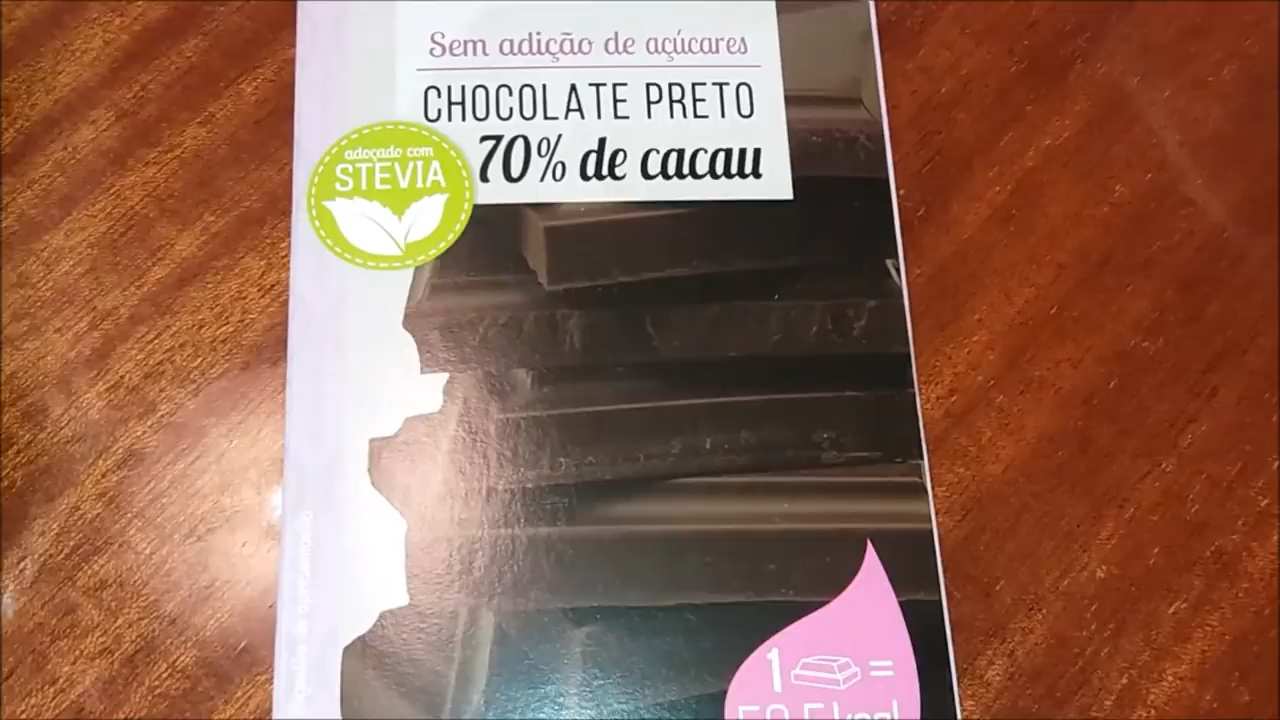 Sem adição de açúcares
CHOCOLATE PRETO
70% de cacau
adoçado com
STEVIA
1 =